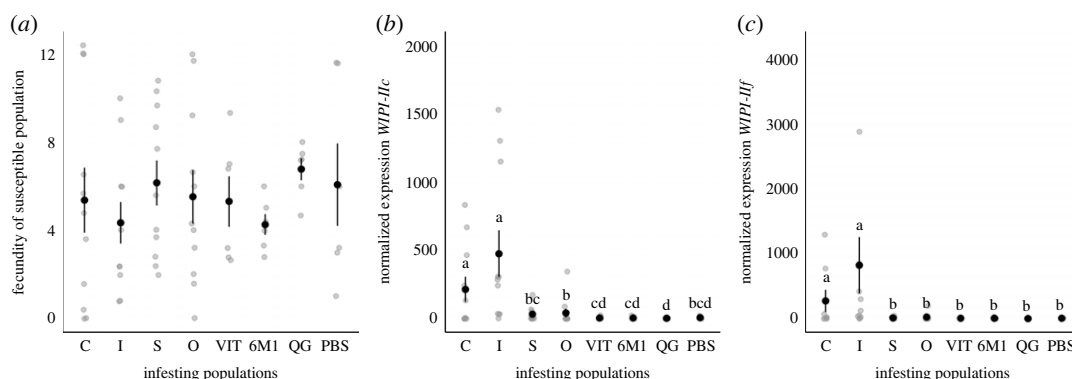 (a)
12
8
4
0
fecundity of susceptible population
C I S O VIT 6M1 QG PBS
infesting populations
(b)
2000
1500
1000
500
0
normalized expression WIPI-IIc
a a bc b cd cd d bcd
C I S O VIT 6M1 QG PBS
infesting populations
(c)
4000
3000
2000
1000
0
normalized expression WIPI-IIf
a a b b b b b b
C I S O VIT 6M1 QG PBS
infesting populations